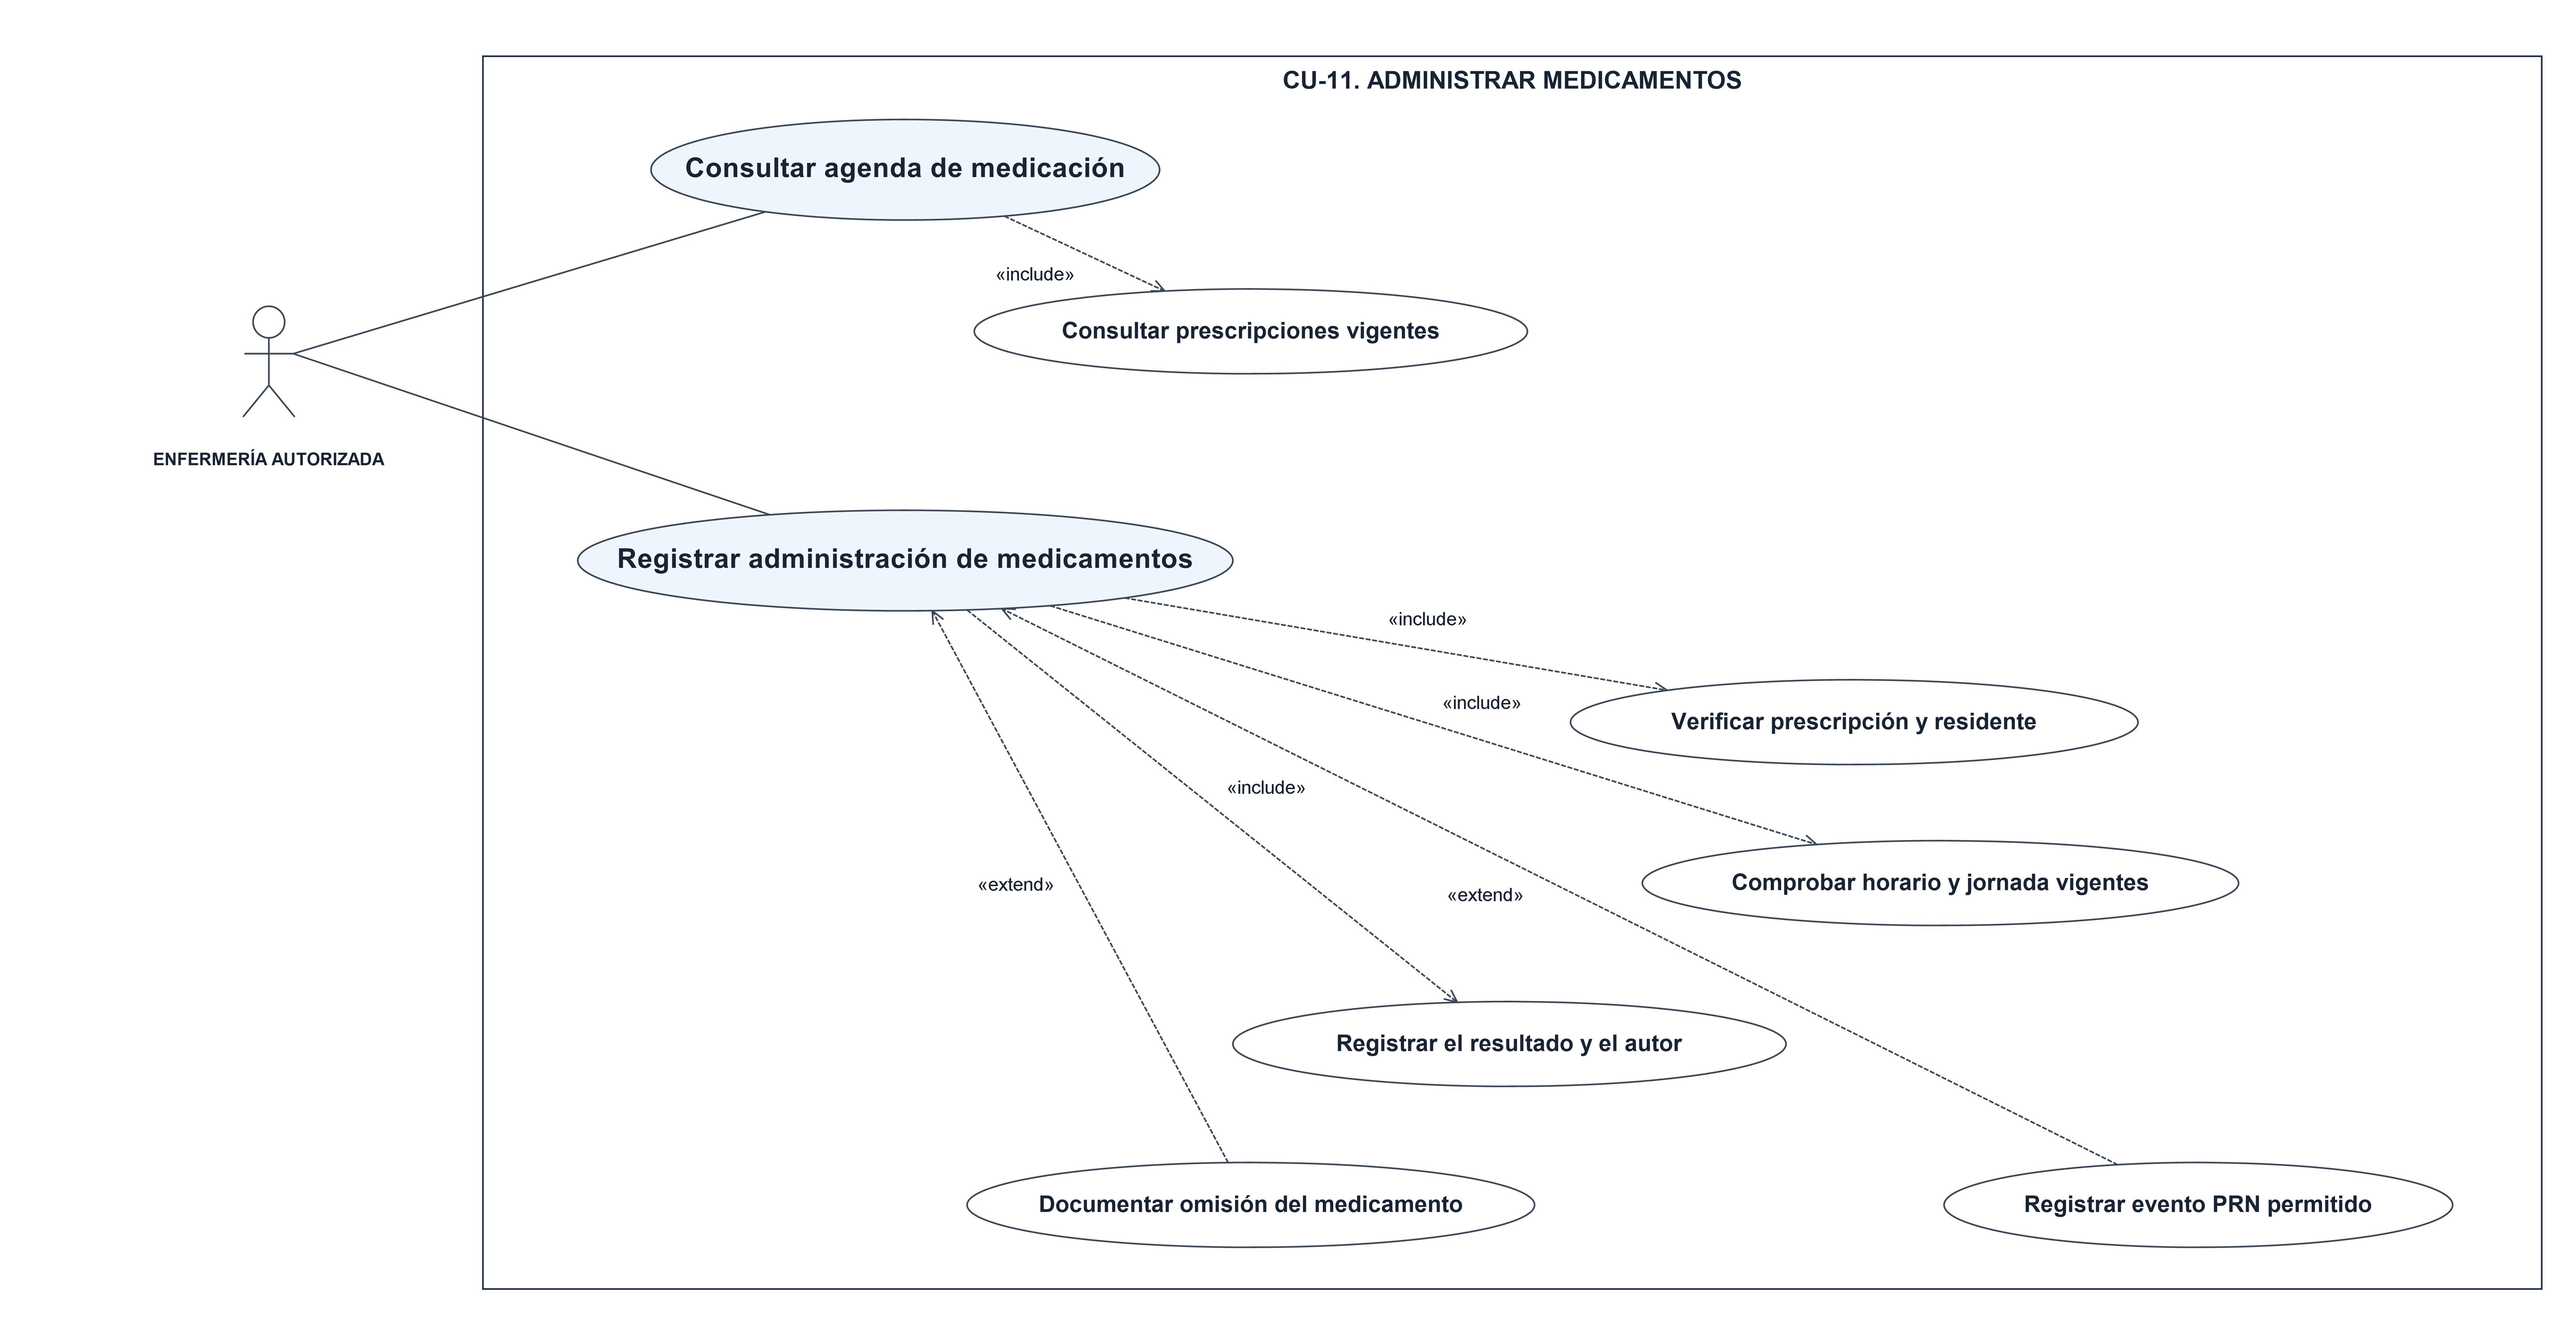 CU-11. ADMINISTRAR MEDICAMENTOS
Consultar agenda de medicación
«include»
Consultar prescripciones vigentes
ENFERMERÍA AUTORIZADA
Registrar administración de medicamentos
«include»
Verificar prescripción y residente
«include»
«include»
Comprobar horario y jornada vigentes
«extend»
«extend»
Registrar el resultado y el autor
Documentar omisión del medicamento
Registrar evento PRN permitido